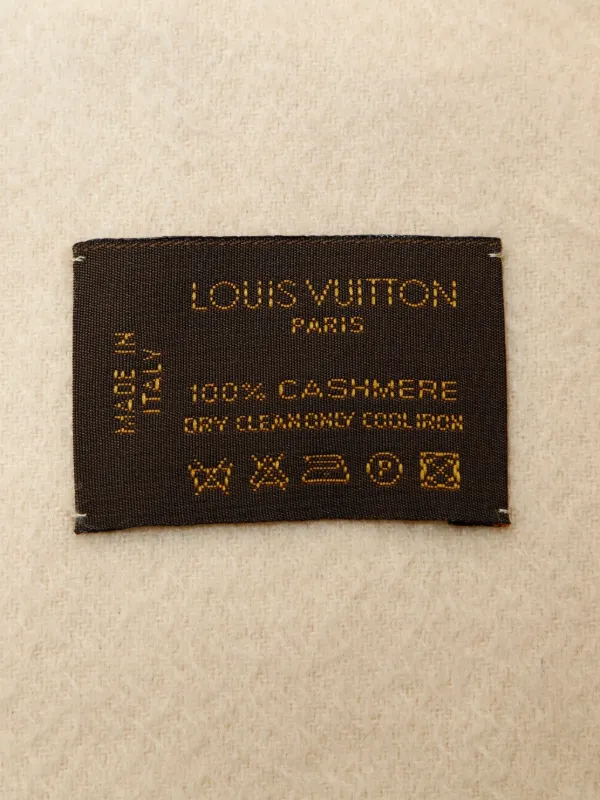 LOUIS VUITTON
PARIS
MADE IN
ITALY
100% CASHMERE
DRY CLEAN ONLY COOL IRON
P